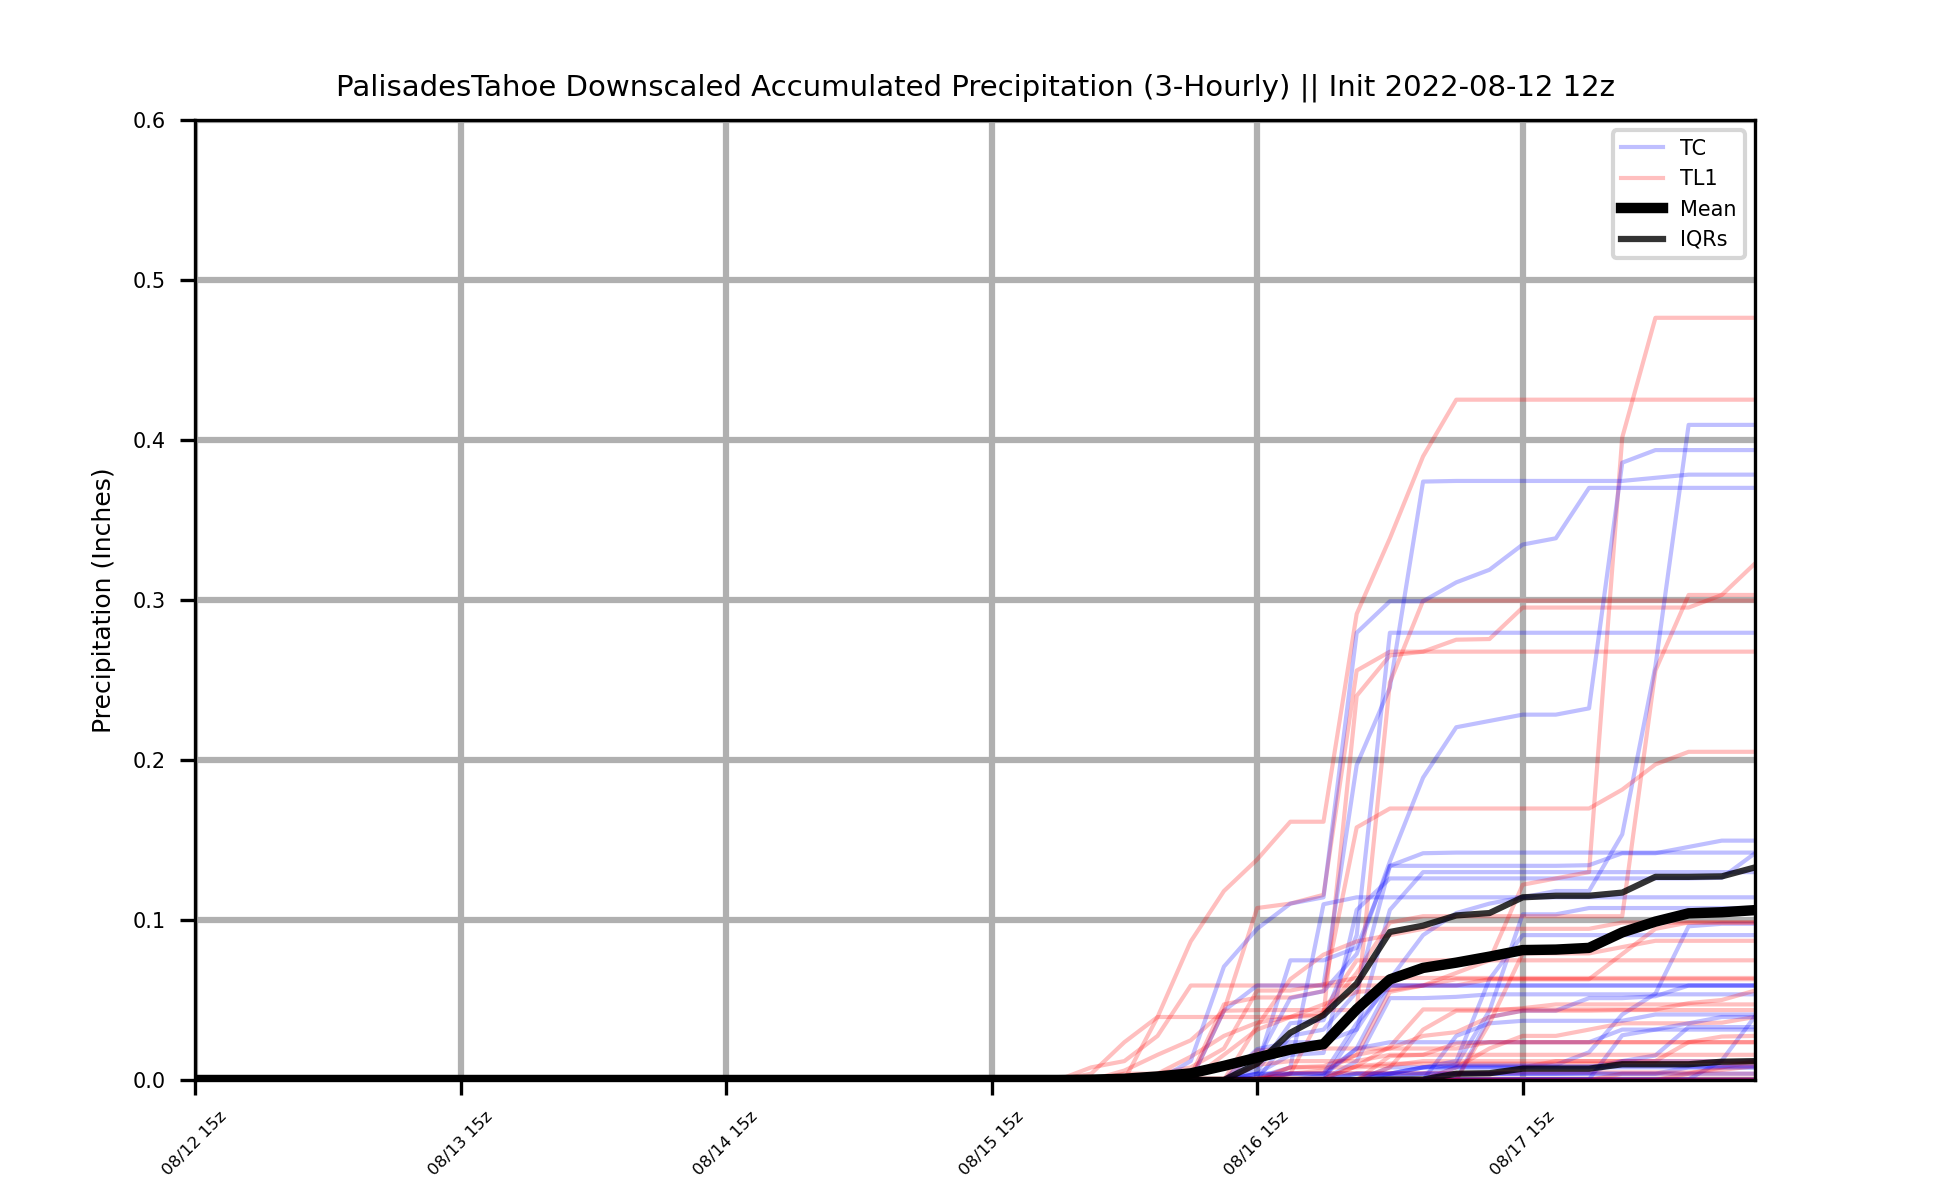 PalisadesTahoe Downscaled Accumulated Precipitation (3-Hourly) || Init 2022-08-12 12z
0.6
0.5
0.4
0.3
0.2
0.1
0.0
Precipitation (Inches)
TC
TL1
Mean
IQRs
08/12 15z
08/13 15z
08/14 15z
08/15 15z
08/16 15z
08/17 15z